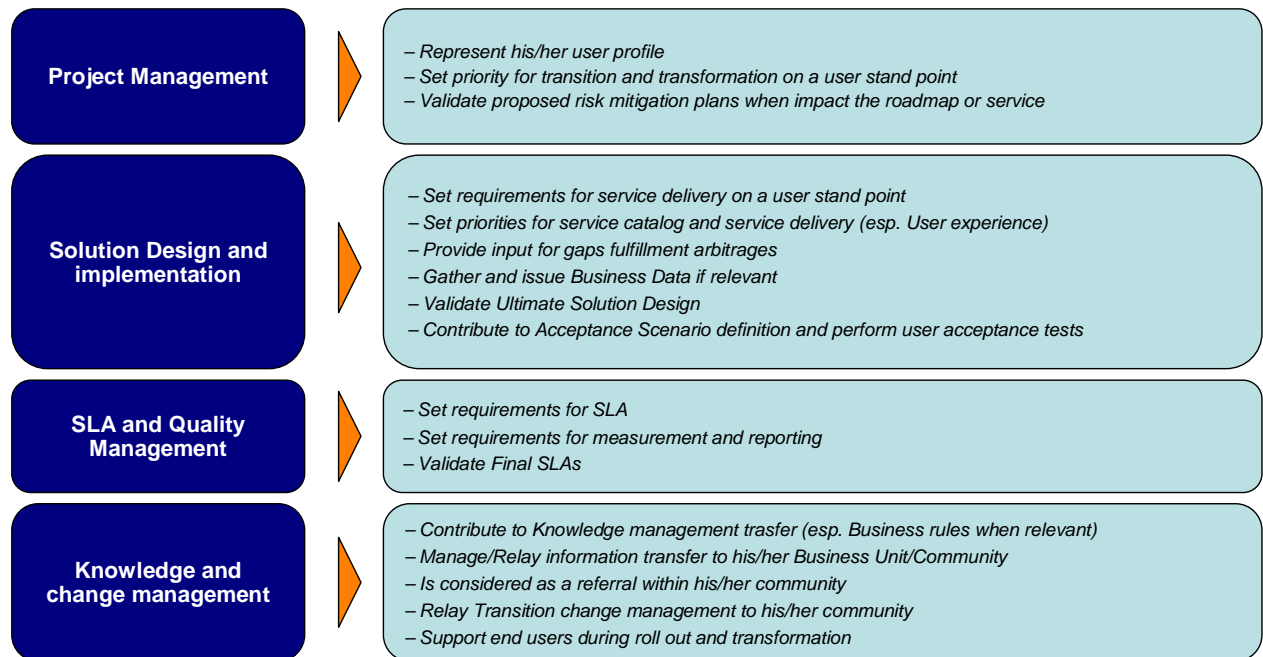 Project Management
– Represent his/her user profile
– Set priority for transition and transformation on a user stand point
– Validate proposed risk mitigation plans when impact the roadmap or service
Solution Design and
implementation
– Set requirements for service delivery on a user stand point
– Set priorities for service catalog and service delivery (esp. User experience)
– Provide input for gaps fulfillment arbitrages
– Gather and issue Business Data if relevant
– Validate Ultimate Solution Design
– Contribute to Acceptance Scenario definition and perform user acceptance tests
SLA and Quality
Management
– Set requirements for SLA
– Set requirements for measurement and reporting
– Validate Final SLAs
Knowledge and
change management
– Contribute to Knowledge management trasfer (esp. Business rules when relevant)
– Manage/Relay information transfer to his/her Business Unit/Community
– Is considered as a referral within his/her community
– Relay Transition change management to his/her community
– Support end users during roll out and transformation